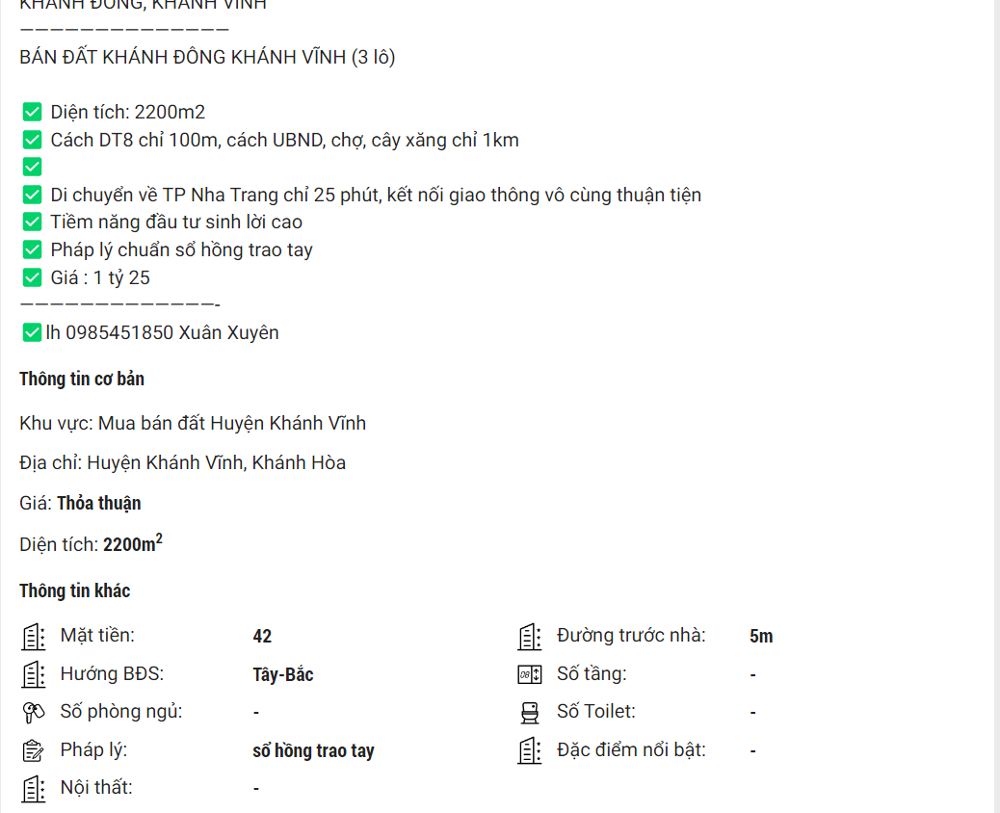 KHÁNH ĐÔNG, KHÁNH VĨNH
——————————————
BÁN ĐẤT KHÁNH ĐÔNG KHÁNH VĨNH (3 lô)
✅ Diện tích: 2200m2
✅ Cách DT8 chỉ 100m, cách UBND, chợ, cây xăng chỉ 1km
✅
✅ Di chuyển về TP Nha Trang chỉ 25 phút, kết nối giao thông vô cùng thuận tiện
✅ Tiềm năng đầu tư sinh lời cao
✅ Pháp lý chuẩn sổ hồng trao tay
✅ Giá : 1 tỷ 25
—————————————-
✅lh 0985451850 Xuân Xuyên
Thông tin cơ bản
Khu vực: Mua bán đất Huyện Khánh Vĩnh
Địa chỉ: Huyện Khánh Vĩnh, Khánh Hòa
Giá: Thỏa thuận
Diện tích: 2200m²
Thông tin khác
Mặt tiền: 42 Đường trước nhà: 5m
Hướng BĐS: Tây-Bắc Số tầng: -
Số phòng ngủ: - Số Toilet: -
Pháp lý: sổ hồng trao tay Đặc điểm nổi bật: -
Nội thất: -